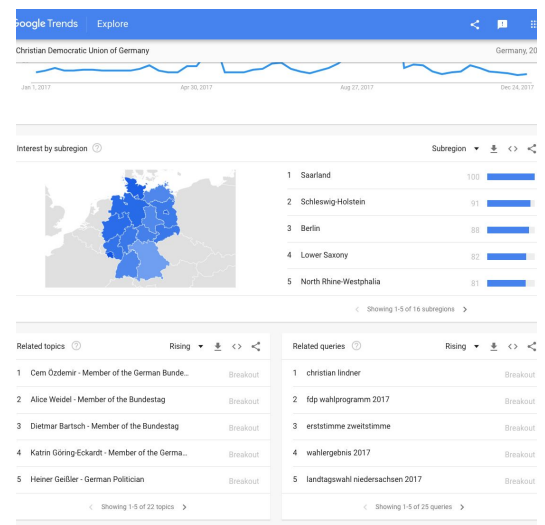 Google Trends Explore
Christian Democratic Union of Germany Germany, 20
Jan 1, 2017 Apr 30, 2017 Aug 27, 2017 Dec 24, 2017
Interest by subregion Subregion
1 Saarland 100
2 Schleswig-Holstein 91
3 Berlin 88
4 Lower Saxony 82
5 North Rhine-Westphalia 81
Showing 1-5 of 16 subregions
Related topics Rising
1 Cem Özdemir - Member of the German Bunde... Breakout
2 Alice Weidel - Member of the Bundestag Breakout
3 Dietmar Bartsch - Member of the Bundestag Breakout
4 Katrin Göring-Eckardt - Member of the Germa... Breakout
5 Heiner Geißler - German Politician Breakout
Showing 1-5 of 22 topics
Related queries Rising
1 christian lindner Breakout
2 fdp wahlprogramm 2017 Breakout
3 erststimme zweitstimme Breakout
4 wahlergebnis 2017 Breakout
5 landtagswahl niedersachsen 2017 Breakout
Showing 1-5 of 25 queries